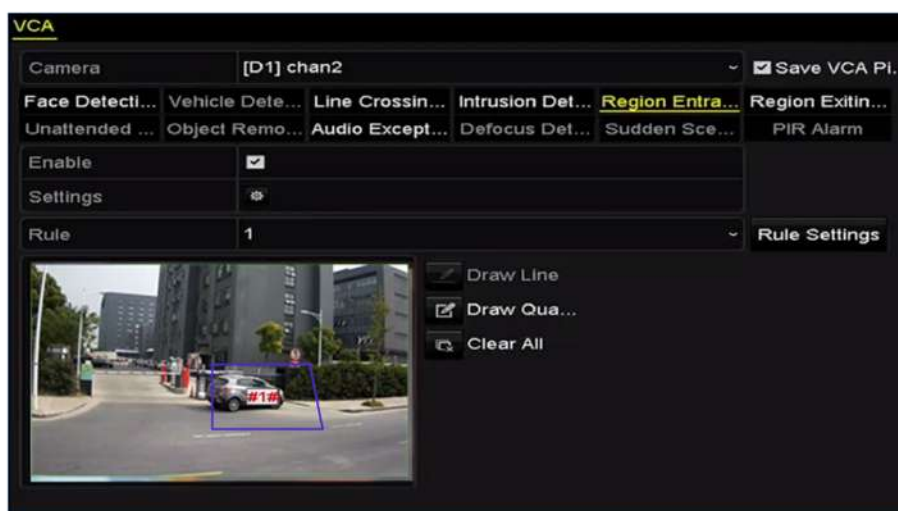 VCA
Camera [D1] chan2 Save VCA Pi.
Face Detecti... Vehicle Dete... Line Crossin... Intrusion Det... Region Entra... Region Exitin...
Unattended ... Object Remo... Audio Except... Defocus Det... Sudden Sce... PIR Alarm
Enable
Settings
Rule 1 Rule Settings
Draw Line
Draw Qua...
Clear All
#1#